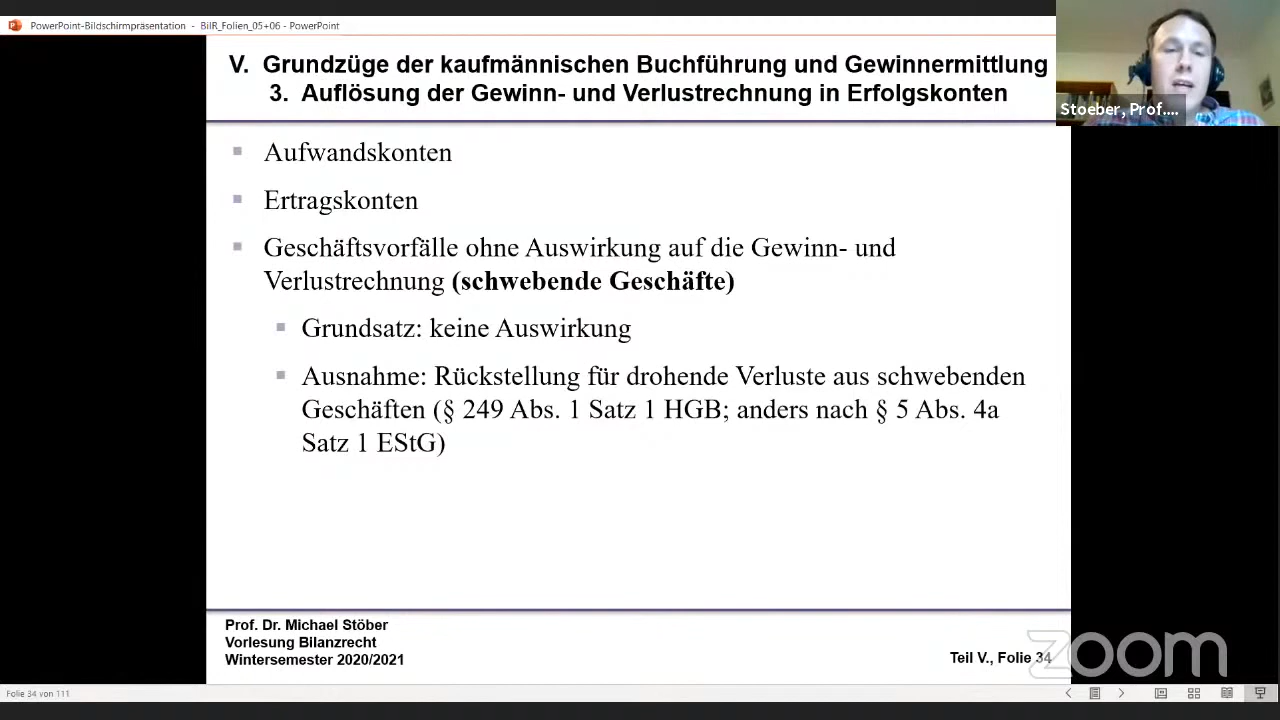 PowerPoint-Bildschirmpräsentation - BilR_Folien_05+06 - PowerPoint
V. Grundzüge der kaufmännischen Buchführung und Gewinnermittlung
3. Auflösung der Gewinn- und Verlustrechnung in Erfolgskonten
Stoeber, Prof....
Aufwandskonten
Ertragskonten
Geschäftsvorfälle ohne Auswirkung auf die Gewinn- und
Verlustrechnung (schwebende Geschäfte)
Grundsatz: keine Auswirkung
Ausnahme: Rückstellung für drohende Verluste aus schwebenden
Geschäften (§ 249 Abs. 1 Satz 1 HGB; anders nach § 5 Abs. 4a
Satz 1 EStG)
Prof. Dr. Michael Stöber
Vorlesung Bilanzrecht
Wintersemester 2020/2021
Teil V., Folie 34
zoom
Folie 34 von 111